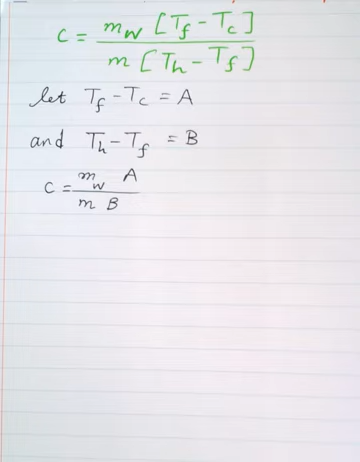 C = m_w [T_f - T_c] / m [T_h - T_f]
let T_f - T_c = A
and T_h - T_f = B
C = m_w A / m B